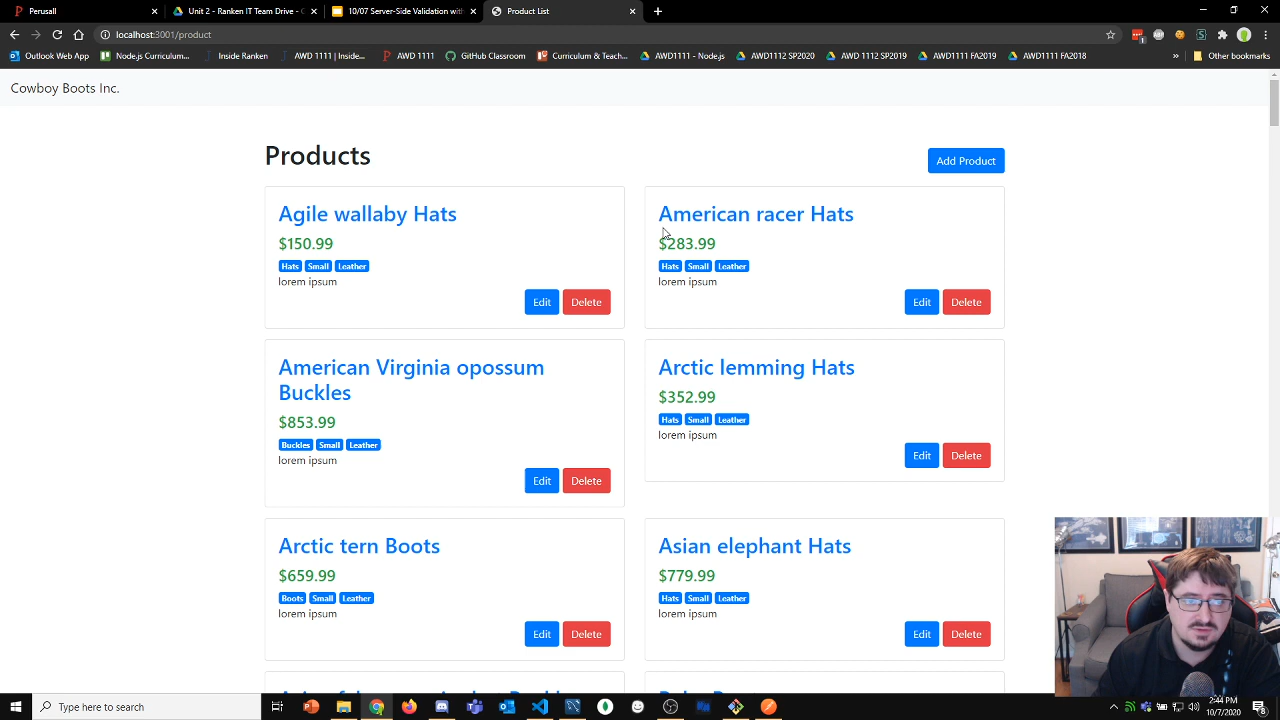 Perusall
Unit 2 - Ranken IT Team Drive - G
10/07 Server-Side Validation with
Product List
localhost:3001/product
Outlook Web App
Node.js Curriculum...
Inside Ranken
AWD 1111 | Inside...
AWD 1111
GitHub Classroom
Curriculum & Teach...
AWD1111 - Node.js
AWD1112 SP2020
AWD 1112 SP2019
AWD1111 FA2019
AWD1111 FA2018
Other bookmarks
Cowboy Boots Inc.
Products
Add Product
Agile wallaby Hats
$150.99
Hats Small Leather
lorem ipsum
Edit Delete
American racer Hats
$283.99
Hats Small Leather
lorem ipsum
Edit Delete
American Virginia opossum
Buckles
$853.99
Buckles Small Leather
lorem ipsum
Edit Delete
Arctic lemming Hats
$352.99
Hats Small Leather
lorem ipsum
Edit Delete
Arctic tern Boots
$659.99
Boots Small Leather
lorem ipsum
Edit Delete
Asian elephant Hats
$779.99
Hats Small Leather
lorem ipsum
Edit Delete
Type here to search
2:44 PM
10/7/2020